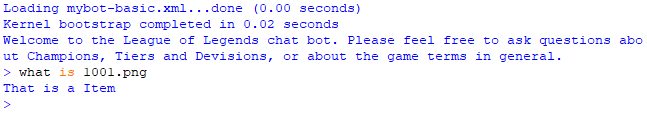 Loading mybot-basic.xml...done (0.00 seconds)
Kernel bootstrap completed in 0.02 seconds
Welcome to the League of Legends chat bot. Please feel free to ask questions abo
ut Champions, Tiers and Devisions, or about the game terms in general.
> what is 1001.png
That is a Item
>